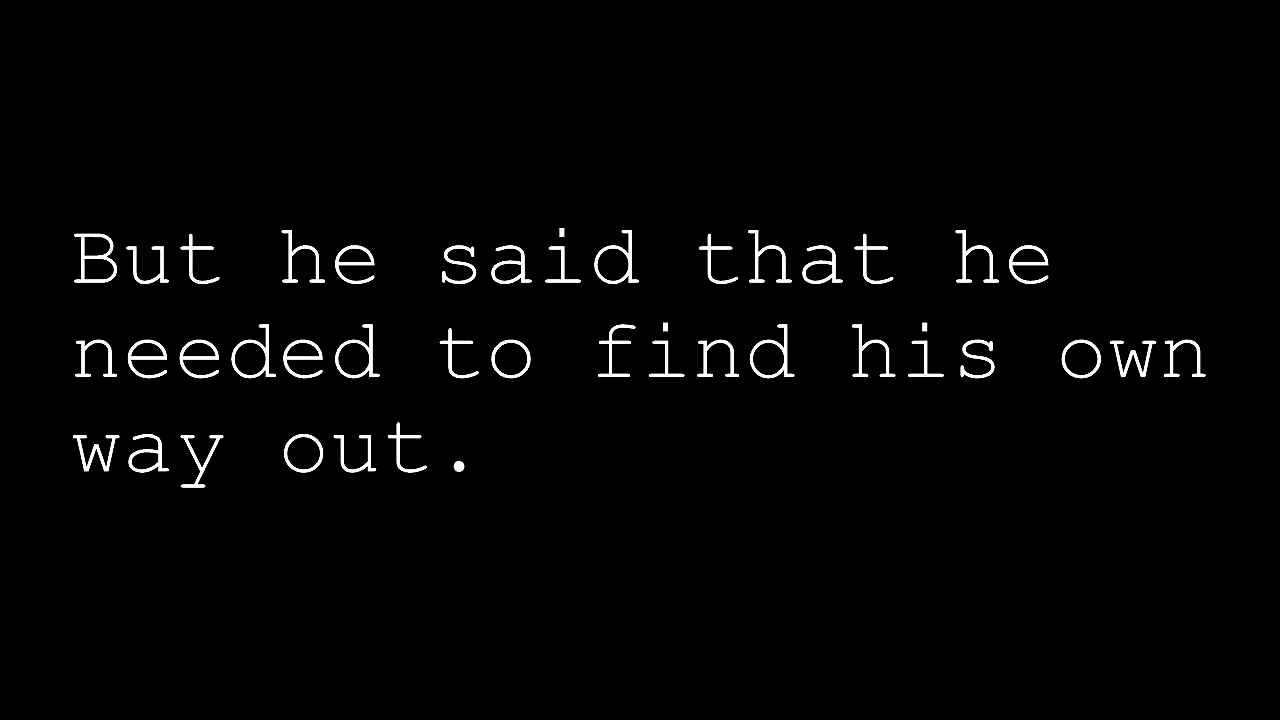 But he said that he
needed to find his own
way out.